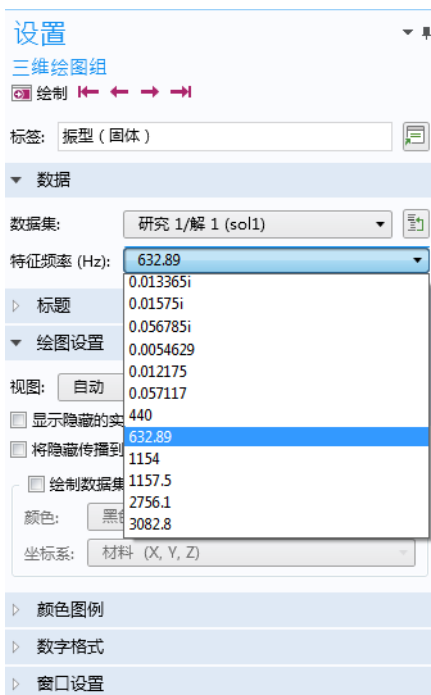 设置
三维绘图组
绘制
标签: 振型 ( 固体 )
数据
数据集: 研究 1/解 1 (sol1)
特征频率 (Hz): 632.89
0.013365i
标题
0.01575i
0.056785i
绘图设置
0.0054629
0.012175
视图: 自动
0.057117
显示隐藏的实
440
632.89
将隐藏传播到
1154
绘制数据集
1157.5
2756.1
颜色:
3082.8
坐标系: 材料 (X, Y, Z)
颜色图例
数字格式
窗口设置